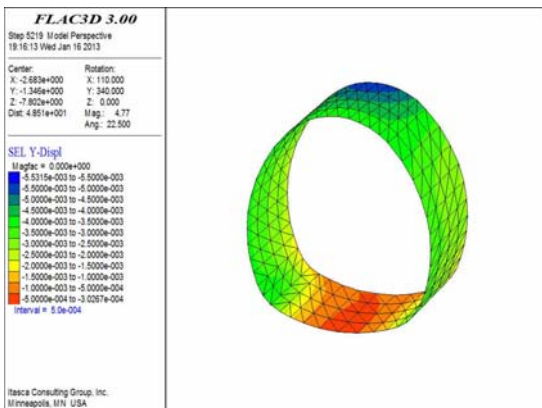 FLAC3D 3.00
Step 5219 Model Perspective
19:16:13 Wed Jan 16 2013
Center: Rotation:
X: -2.683e+000 X: 110.000
Y: -1.346e+000 Y: 340.000
Z: -7.802e+000 Z: 0.000
Dist: 4.851e+001 Mag.: 4.77
Ang.: 22.500
SEL Y-Displ
Magfac = 0.000e+000
-5.5315e-003 to -5.5000e-003
-5.5000e-003 to -5.0000e-003
-5.0000e-003 to -4.5000e-003
-4.5000e-003 to -4.0000e-003
-4.0000e-003 to -3.5000e-003
-3.5000e-003 to -3.0000e-003
-3.0000e-003 to -2.5000e-003
-2.5000e-003 to -2.0000e-003
-2.0000e-003 to -1.5000e-003
-1.5000e-003 to -1.0000e-003
-1.0000e-003 to -5.0000e-004
-5.0000e-004 to -3.0267e-004
Interval = 5.0e-004
Itasca Consulting Group, Inc.
Minneapolis, MN USA